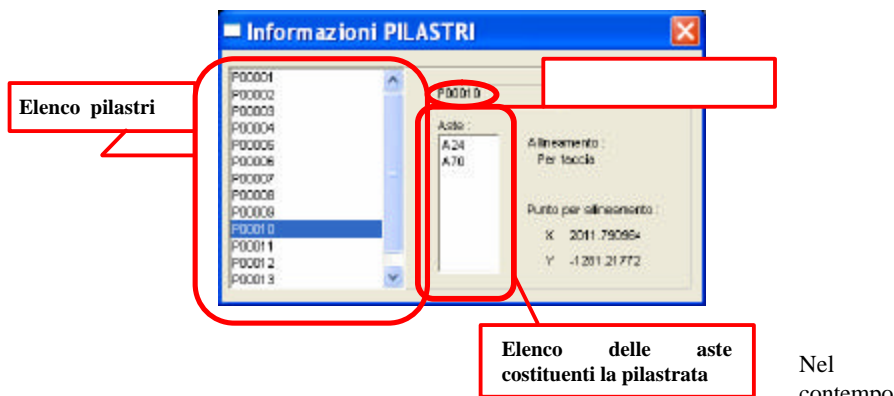 Informazioni PILASTRI
Elenco pilastri
P00001
P00002
P00003
P00004
P00005
P00006
P00007
P00008
P00009
P00010
P00011
P00012
P00013
P00010
Aste :
A24
A70
Allineamento :
Per faccia
Punto per allineamento :
X 2011.790964
Y -1281.21772
Elenco delle aste
costituenti la pilastrata
Nel